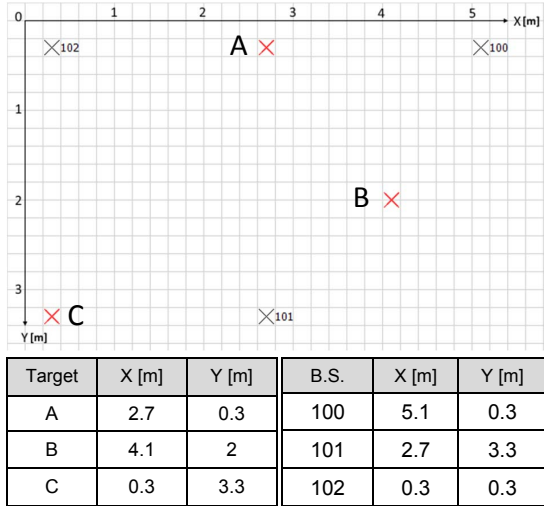 0 1 2 3 4 5 X [m]
102 A 100
1
B
2
3
C 101
Y [m]
Target X [m] Y [m] B.S. X [m] Y [m]
A 2.7 0.3 100 5.1 0.3
B 4.1 2 101 2.7 3.3
C 0.3 3.3 102 0.3 0.3